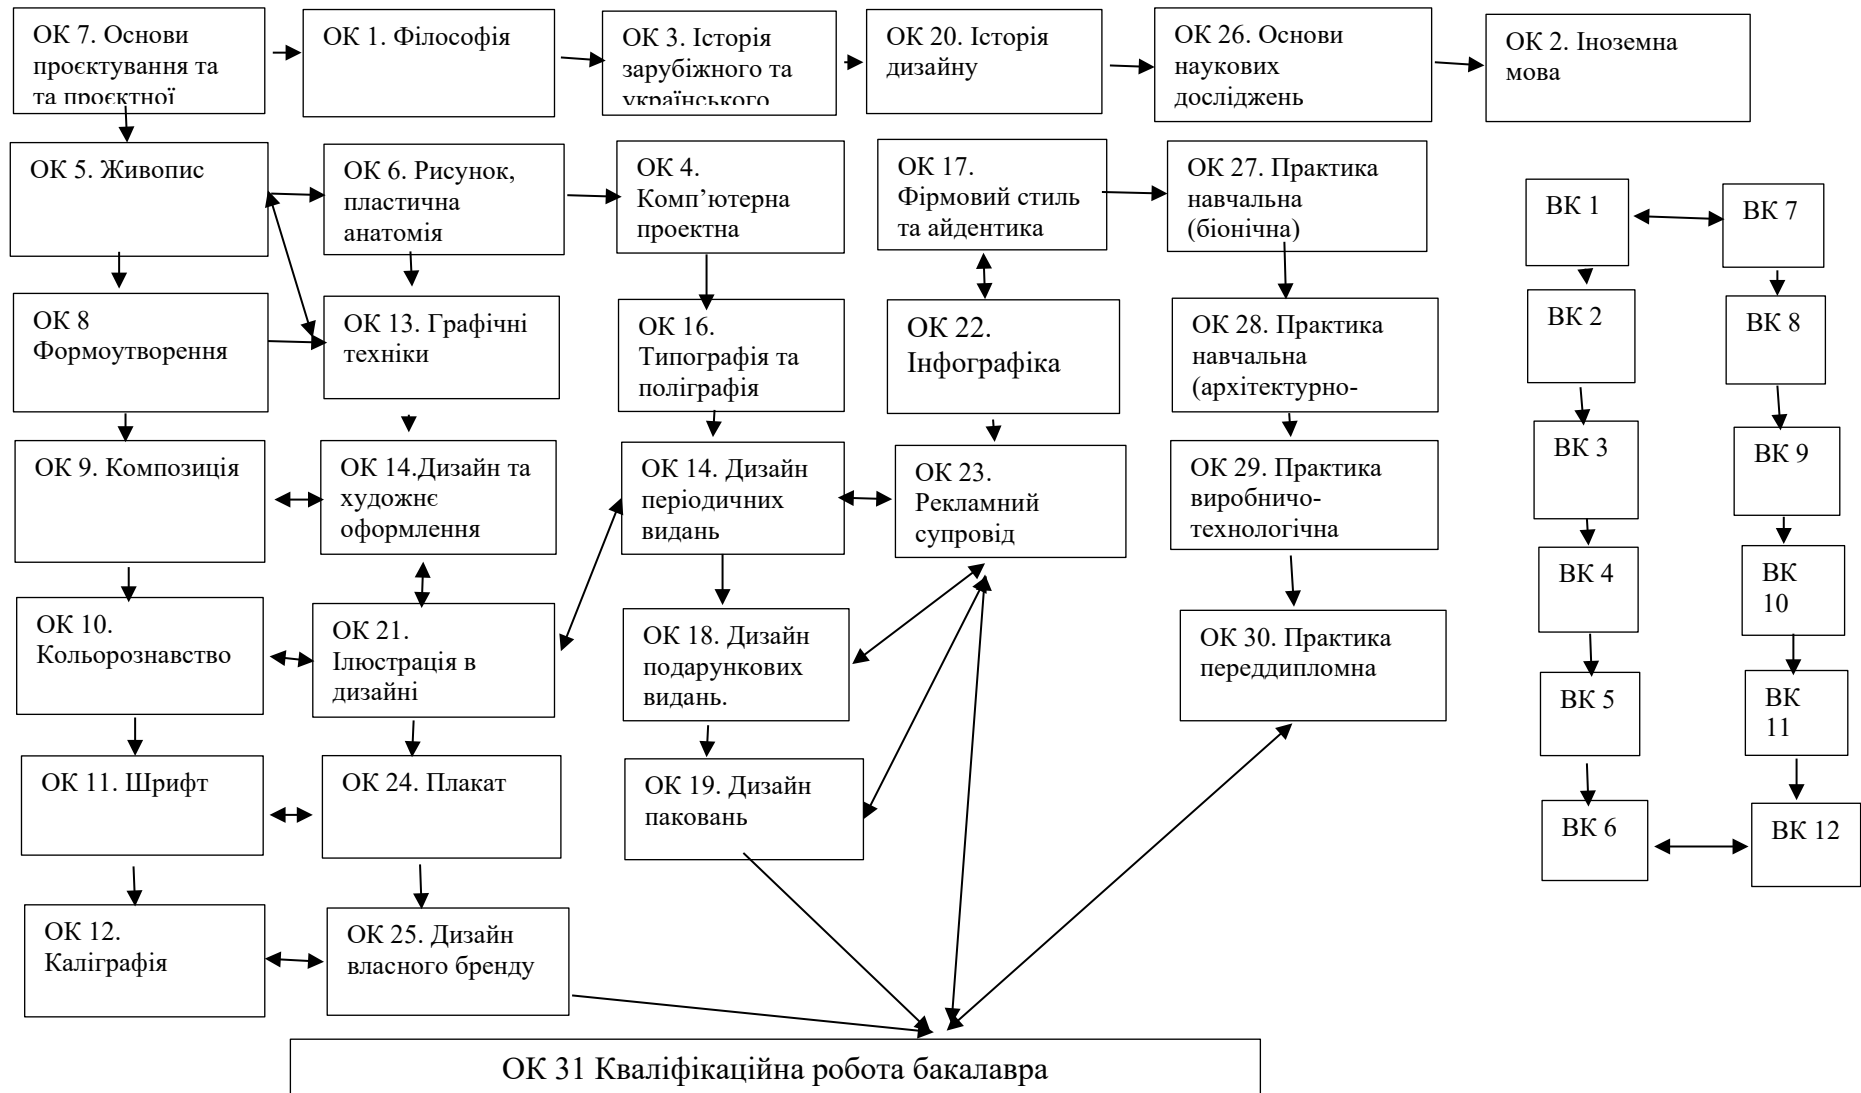 ОК 7. Основи
проєктування та
та проєктної
ОК 1. Філософія
ОК 3. Історія
зарубіжного та
українського
ОК 20. Історія
дизайну
ОК 26. Основи
наукових
досліджень
ОК 2. Іноземна
мова
ОК 5. Живопис
ОК 6. Рисунок,
пластична
анатомія
ОК 4.
Комп’ютерна
проектна
ОК 17.
Фірмовий стиль
та айдентика
ОК 27. Практика
навчальна
(біонічна)
ВК 1
ВК 7
ОК 8
Формоутворення
ОК 13. Графічні
техніки
ОК 16.
Типографія та
поліграфія
ОК 22.
Інфографіка
ОК 28. Практика
навчальна
(архітектурно-
ВК 2
ВК 8
ОК 9. Композиція
ОК 14.Дизайн та
художнє
оформлення
ОК 14. Дизайн
періодичних
видань
ОК 23.
Рекламний
супровід
ОК 29. Практика
виробничо-
технологічна
ВК 3
ВК 9
ОК 10.
Кольорознавство
ОК 21.
Ілюстрація в
дизайні
ОК 18. Дизайн
подарункових
видань.
ОК 30. Практика
переддипломна
ВК 4
ВК
10
ВК 5
ВК
11
ОК 11. Шрифт
ОК 24. Плакат
ОК 19. Дизайн
паковань
ВК 6
ВК 12
ОК 12.
Каліграфія
ОК 25. Дизайн
власного бренду
ОК 31 Кваліфікаційна робота бакалавра